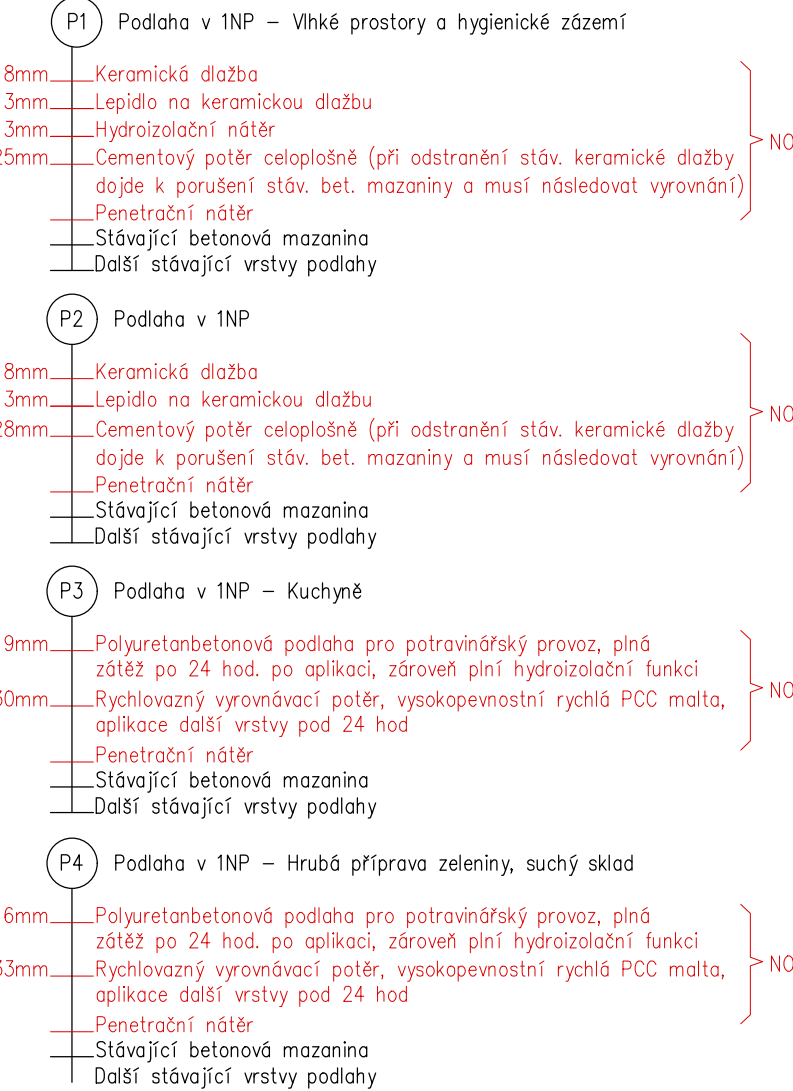 P1 Podlaha v 1NP – Vlhké prostory a hygienické zázemí
8mm Keramická dlažba
3mm Lepidlo na keramickou dlažbu
3mm Hydroizolační nátěr
25mm Cementový potěr celoplošně (při odstranění stáv. keramické dlažby
dojde k porušení stáv. bet. mazaniny a musí následovat vyrovnání)
Penetrační nátěr
Stávající betonová mazanina
Další stávající vrstvy podlahy
P2 Podlaha v 1NP
8mm Keramická dlažba
3mm Lepidlo na keramickou dlažbu
28mm Cementový potěr celoplošně (při odstranění stáv. keramické dlažby
dojde k porušení stáv. bet. mazaniny a musí následovat vyrovnání)
Penetrační nátěr
Stávající betonová mazanina
Další stávající vrstvy podlahy
P3 Podlaha v 1NP – Kuchyně
9mm Polyuretanbetonová podlaha pro potravinářský provoz, plná
zátěž po 24 hod. po aplikaci, zároveň plní hydroizolační funkci
30mm Rychlovazný vyrovnávací potěr, vysokopevnostní rychlá PCC malta,
aplikace další vrstvy pod 24 hod
Penetrační nátěr
Stávající betonová mazanina
Další stávající vrstvy podlahy
P4 Podlaha v 1NP – Hrubá příprava zeleniny, suchý sklad
6mm Polyuretanbetonová podlaha pro potravinářský provoz, plná
zátěž po 24 hod. po aplikaci, zároveň plní hydroizolační funkci
33mm Rychlovazný vyrovnávací potěr, vysokopevnostní rychlá PCC malta,
aplikace další vrstvy pod 24 hod
Penetrační nátěr
Stávající betonová mazanina
Další stávající vrstvy podlahy